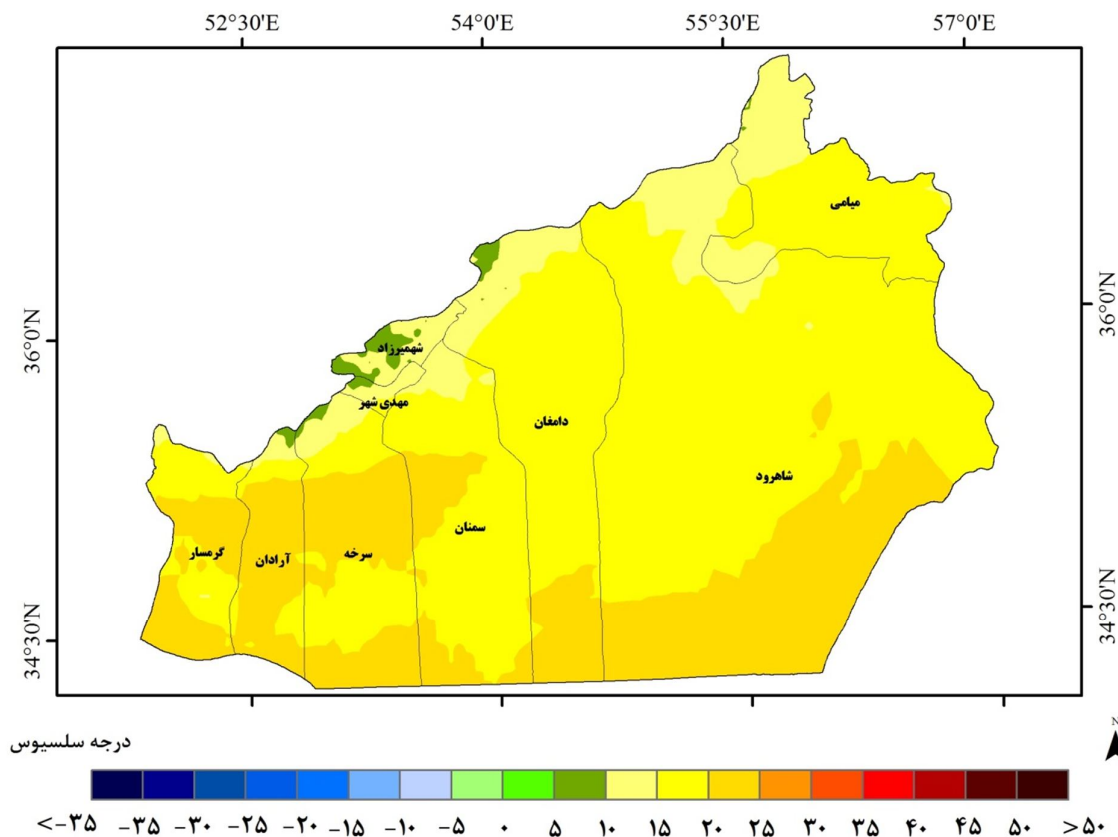 52°30'E 54°0'E 55°30'E 57°0'E
36°0'N
34°30'N
36°0'N
34°30'N
میامی
شهمیرزاد
مهدی شهر
دامغان
شاهرود
سمنان
سرخه
آرادان
گرمسار
N
درجه سلسیوس
<-۳۵ -۳۵ -۳۰ -۲۵ -۲۰ -۱۵ -۱۰ -۵ ۰ ۵ ۱۰ ۱۵ ۲۰ ۲۵ ۳۰ ۳۵ ۴۰ ۴۵ ۵۰ >۵۰